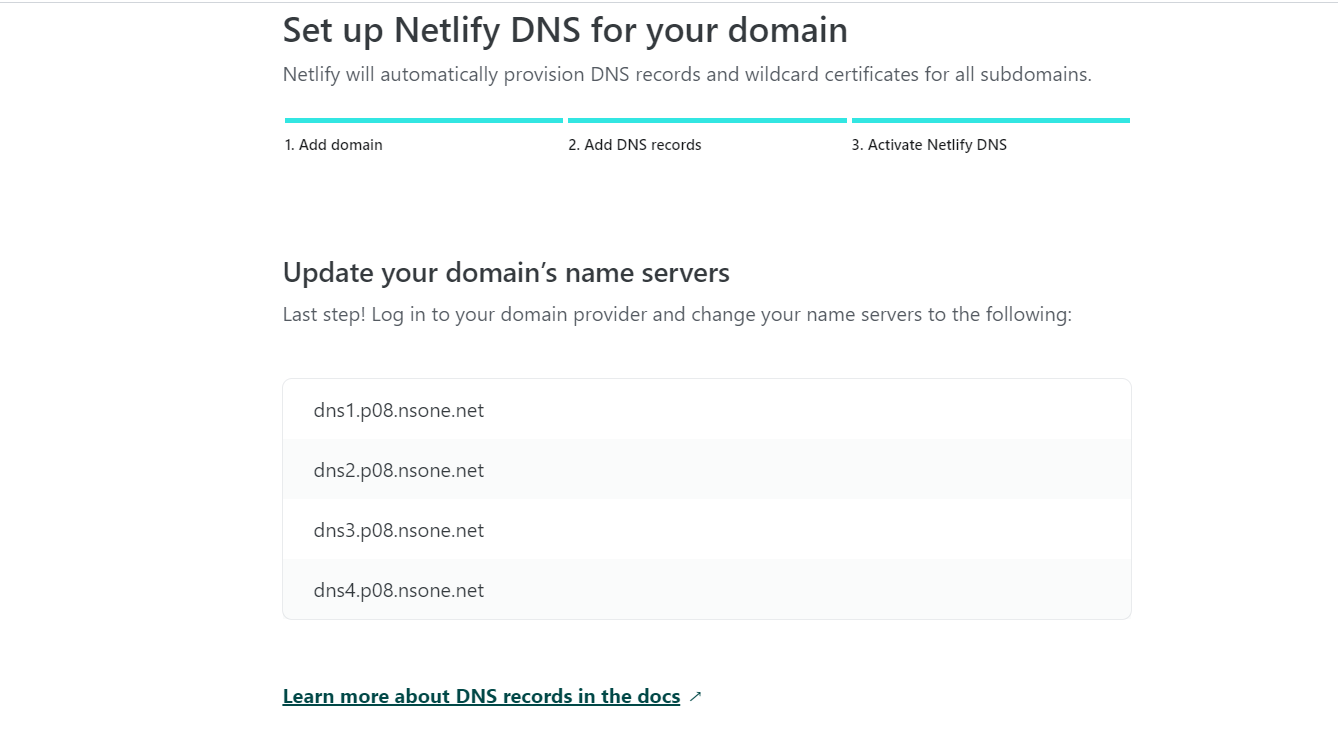 Set up Netlify DNS for your domain
Netlify will automatically provision DNS records and wildcard certificates for all subdomains.
1. Add domain
2. Add DNS records
3. Activate Netlify DNS
Update your domain’s name servers
Last step! Log in to your domain provider and change your name servers to the following:
dns1.p08.nsone.net
dns2.p08.nsone.net
dns3.p08.nsone.net
dns4.p08.nsone.net
Learn more about DNS records in the docs ↗